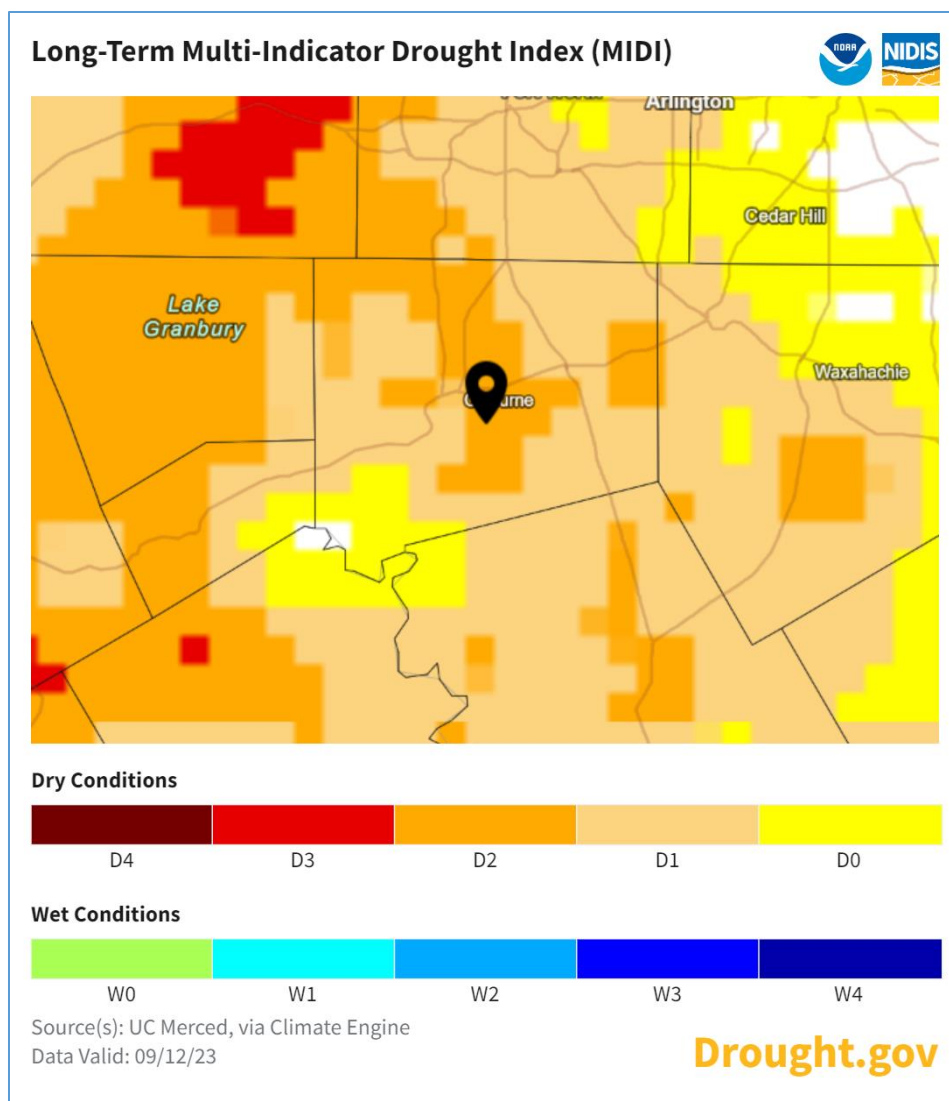 Long-Term Multi-Indicator Drought Index (MIDI)
NOAA
NIDIS
Arlington
Cedar Hill
Lake
Granbury
Waxahachie
Dry Conditions
D4 D3 D2 D1 D0
Wet Conditions
W0 W1 W2 W3 W4
Source(s): UC Merced, via Climate Engine
Data Valid: 09/12/23
Drought.gov